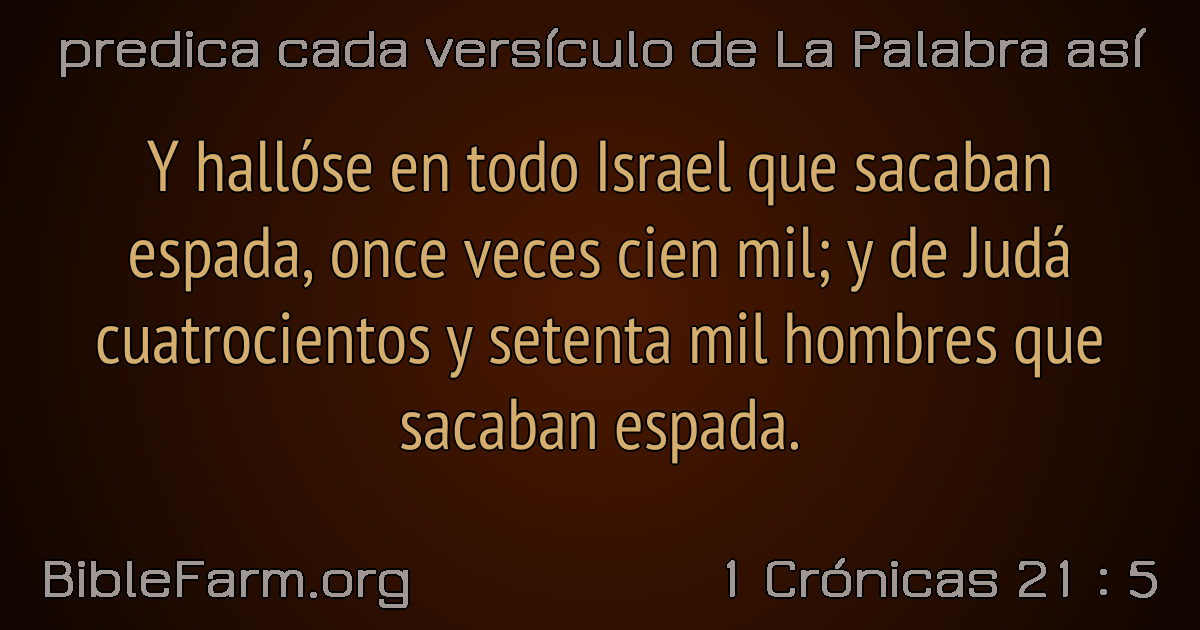 predica cada versículo de La Palabra así
Y hallóse en todo Israel que sacaban
espada, once veces cien mil; y de Judá
cuatrocientos y setenta mil hombres que
sacaban espada.
BibleFarm.org
1 Crónicas 21 : 5